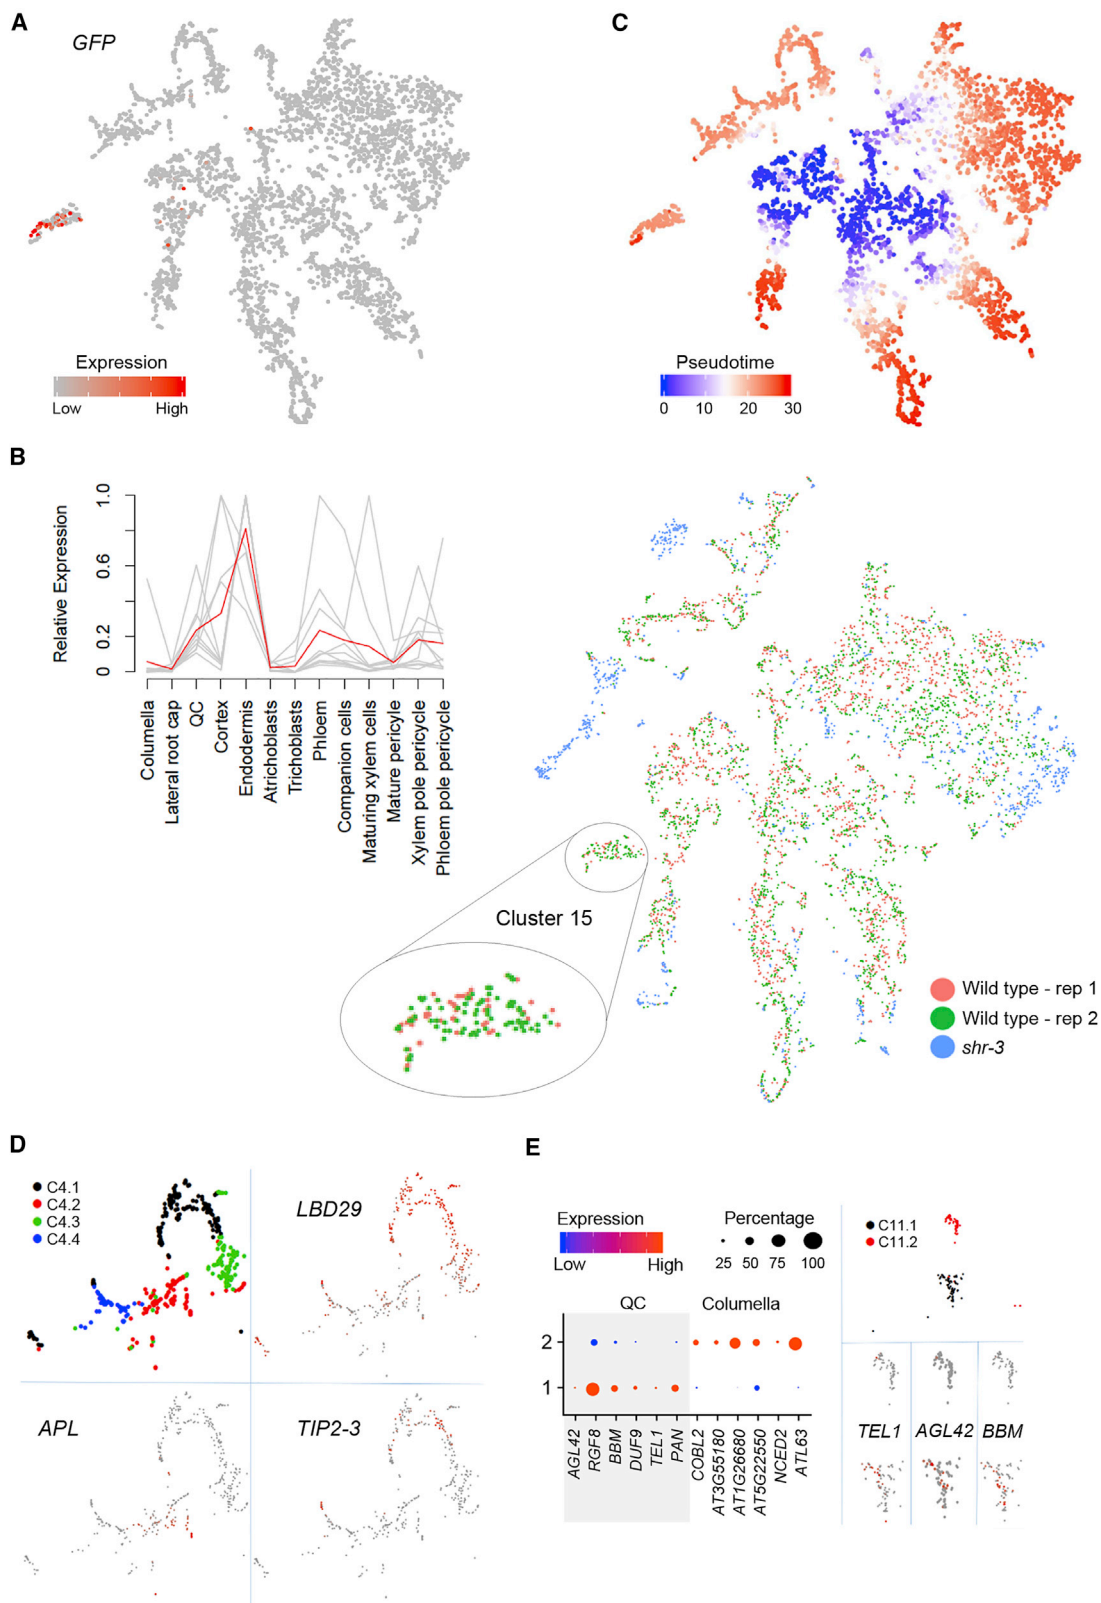 A
GFP
Expression
Low High
C
Pseudotime
0 10 20 30
B
Relative Expression
1.0
0.6
0.2
0
Columella
Lateral root cap
QC
Cortex
Endodermis
Atrichoblasts
Trichoblasts
Phloem
Companion cells
Maturing xylem cells
Mature pericyle
Xylem pole pericycle
Phloem pole pericycle
Cluster 15
Wild type - rep 1
Wild type - rep 2
shr-3
D
C4.1
C4.2
C4.3
C4.4
LBD29
APL
TIP2-3
E
Expression
Low High
Percentage
25 50 75 100
QC Columella
2
1
AGL42
RGF8
BBM
DUF9
TEL1
PAN
COBL2
AT3G55180
AT1G26680
AT5G22550
NCED2
ATL63
C11.1
C11.2
TEL1 AGL42 BBM